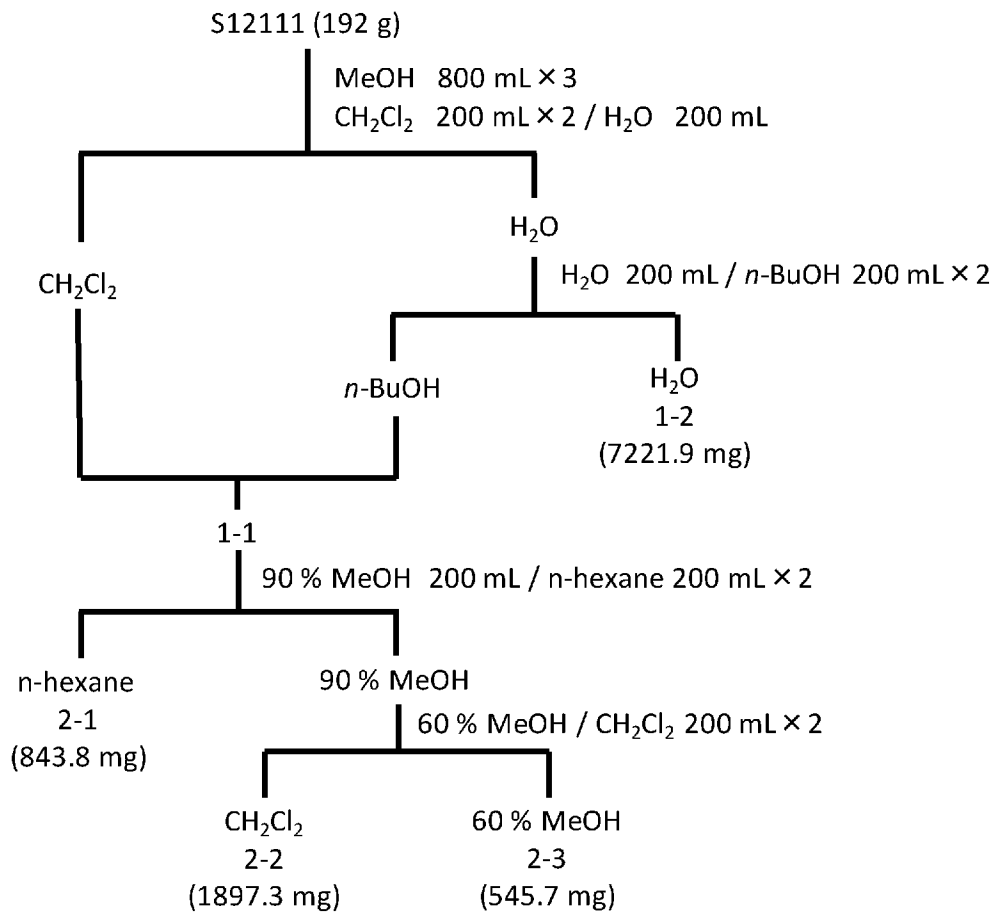 S12111 (192 g)
MeOH 800 mL × 3
CH₂Cl₂ 200 mL × 2 / H₂O 200 mL
H₂O
CH₂Cl₂
H₂O 200 mL / n-BuOH 200 mL × 2
n-BuOH
H₂O
1-2
(7221.9 mg)
1-1
90 % MeOH 200 mL / n-hexane 200 mL × 2
n-hexane
2-1
(843.8 mg)
90 % MeOH
60 % MeOH / CH₂Cl₂ 200 mL × 2
CH₂Cl₂
2-2
(1897.3 mg)
60 % MeOH
2-3
(545.7 mg)